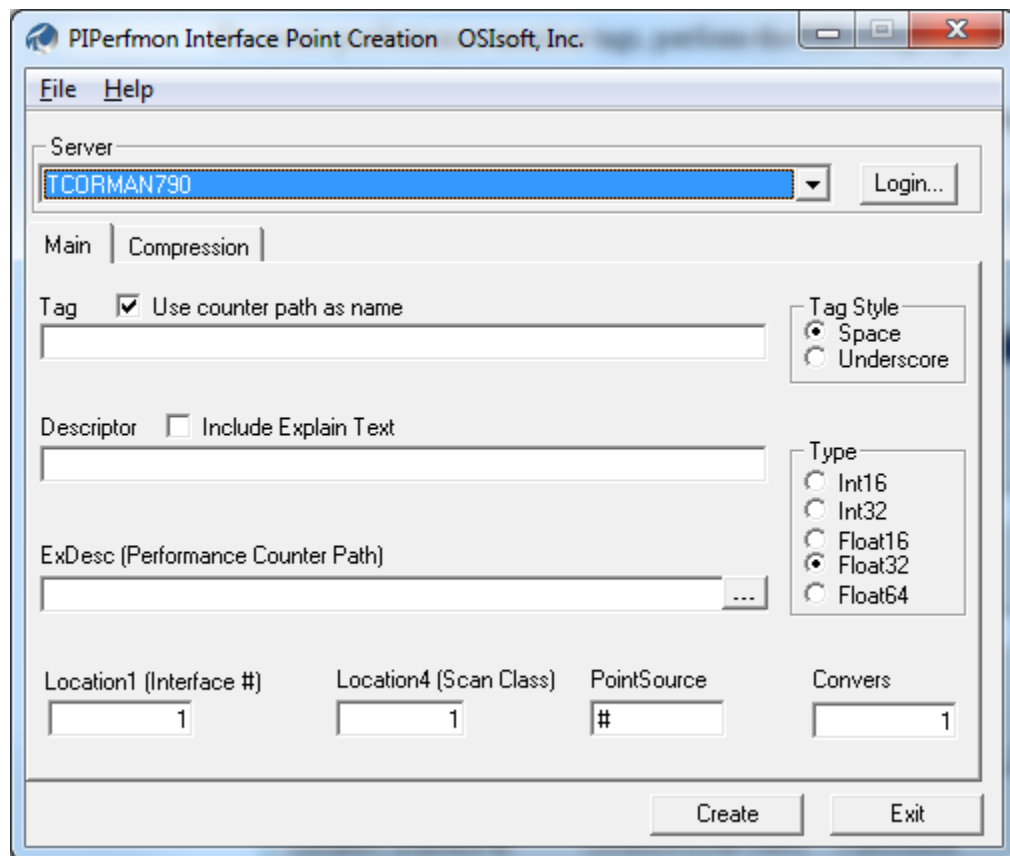 PIPerfmon Interface Point Creation OSIsoft, Inc.
File Help
Server
TCORMAN790
Login...
Main Compression
Tag Use counter path as name
Tag Style
Space
Underscore
Descriptor Include Explain Text
Type
Int16
Int32
Float16
Float32
Float64
ExDesc (Performance Counter Path)
...
Location1 (Interface #) Location4 (Scan Class) PointSource Convers
1 1 # 1
Create Exit